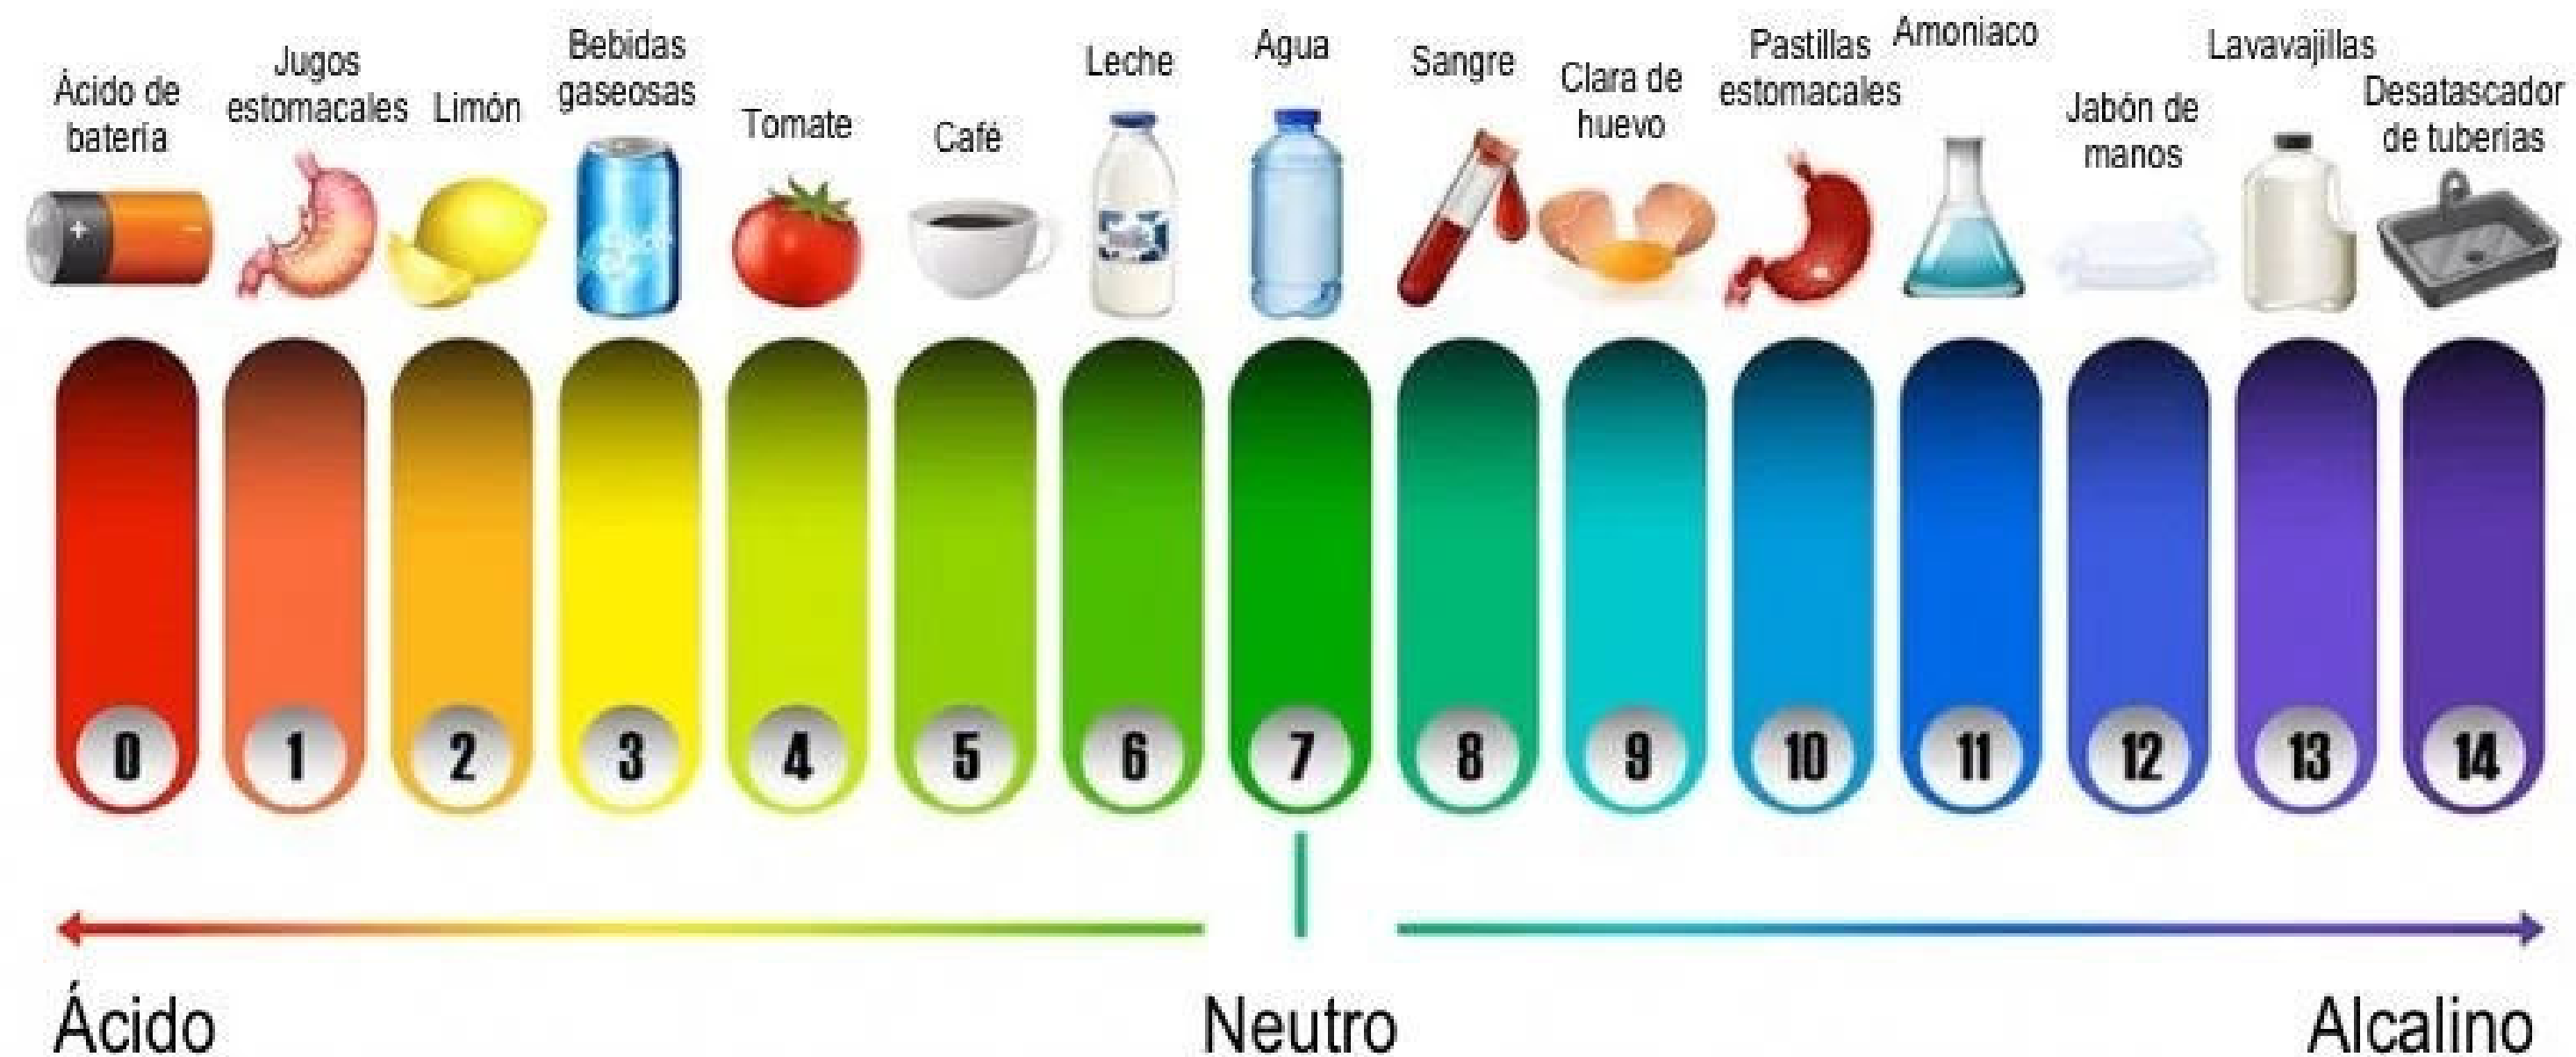 Ácido de
batería
Jugos
estomacales
Limón
Bebidas
gaseosas
Tomate
Café
Leche
Agua
Sangre
Clara de
huevo
Pastillas
estomacales
Amoniaco
Jabón de
manos
Lavavajillas
Desatascador
de tuberías
+
0
1
2
3
4
5
6
7
8
9
10
11
12
13
14
Ácido
Neutro
Alcalino